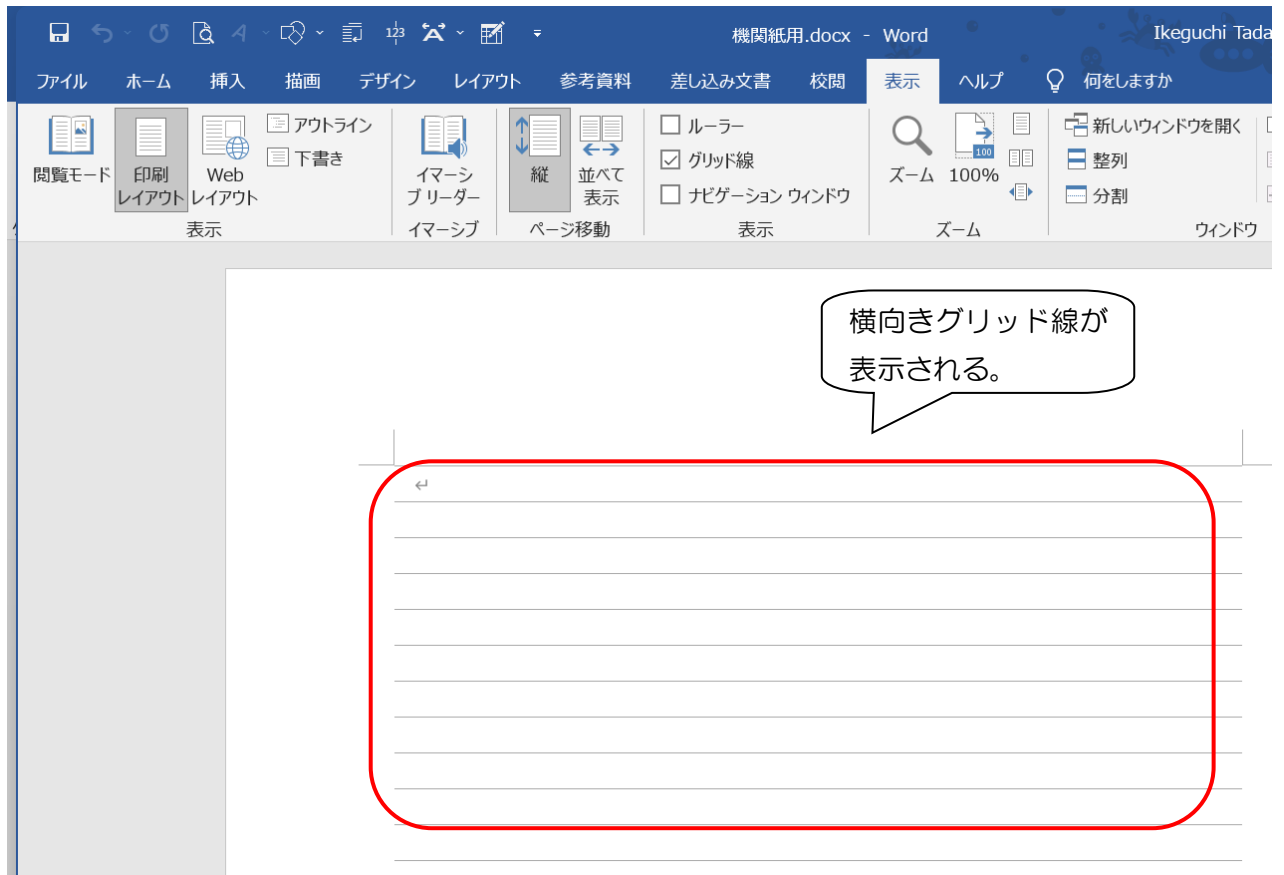 機関紙用.docx - Word
Ikeguchi Tada
ファイル ホーム 挿入 描画 デザイン レイアウト 参考資料 差し込み文書 校閲 表示 ヘルプ 何をしますか
閲覧モード
印刷
レイアウト
Web
レイアウト
アウトライン
下書き
表示
イマーシ
ブ リーダー
イマーシブ
縦
並べて
表示
ページ移動
ルーラー
グリッド線
ナビゲーション ウィンドウ
表示
ズーム
100
100%
ズーム
新しいウィンドウを開く
整列
分割
ウィンドウ
横向きグリッド線が
表示される。